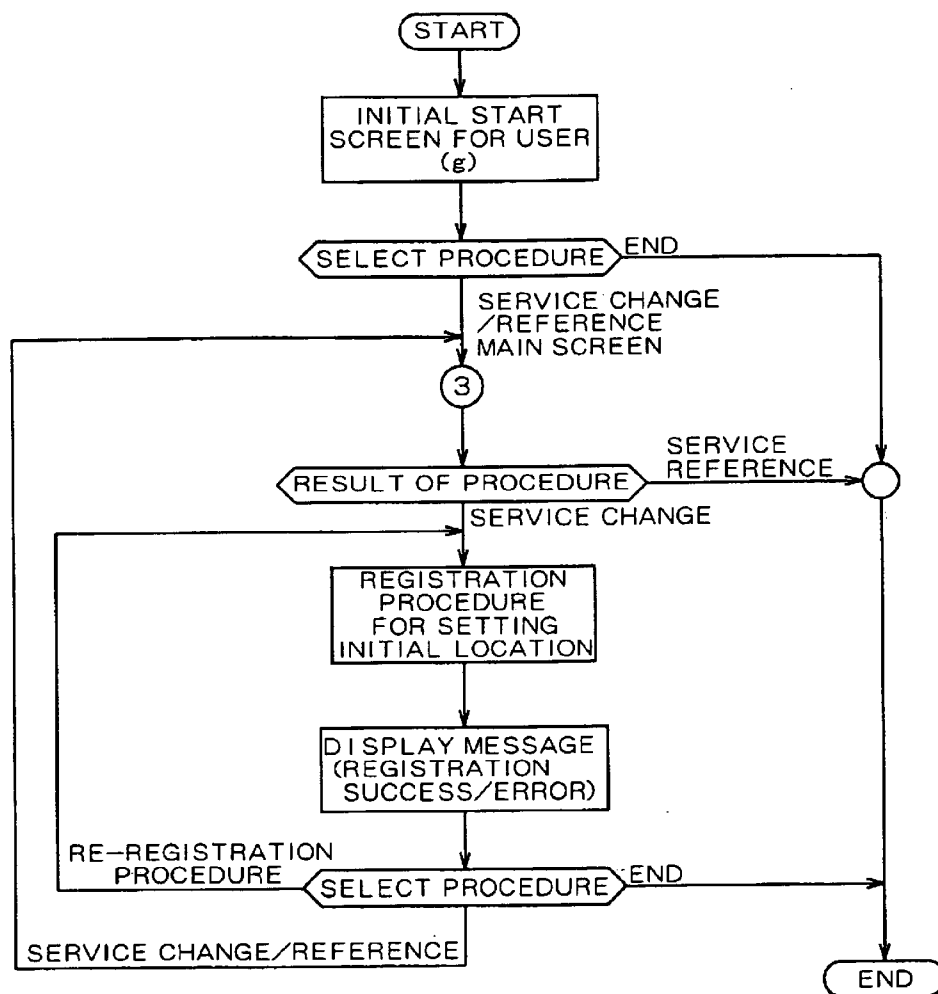 START
INITIAL START
SCREEN FOR USER
(g)
SELECT PROCEDURE
END
SERVICE CHANGE
/REFERENCE
MAIN SCREEN
3
SERVICE
REFERENCE
RESULT OF PROCEDURE
SERVICE CHANGE
REGISTRATION
PROCEDURE
FOR SETTING
INITIAL LOCATION
DISPLAY MESSAGE
(REGISTRATION
SUCCESS/ERROR)
RE-REGISTRATION
PROCEDURE
SELECT PROCEDURE
END
SERVICE CHANGE/REFERENCE
END